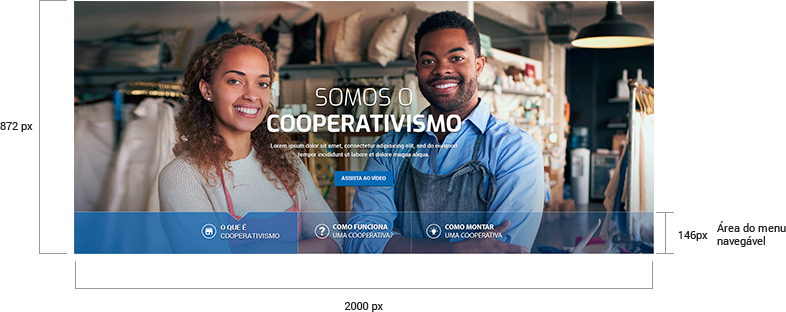 872 px
SOMOS O
COOPERATIVISMO
Lorem ipsum dolor sit amet, consectetur adipisicing elit, sed do eiusmod
tempor incididunt ut labore et dolore magna aliqua.
ASSISTA AO VÍDEO
O QUE É
COOPERATIVISMO
COMO FUNCIONA
UMA COOPERATIVA?
COMO MONTAR
UMA COOPERATIVA
146px
Área do menu
navegável
2000 px